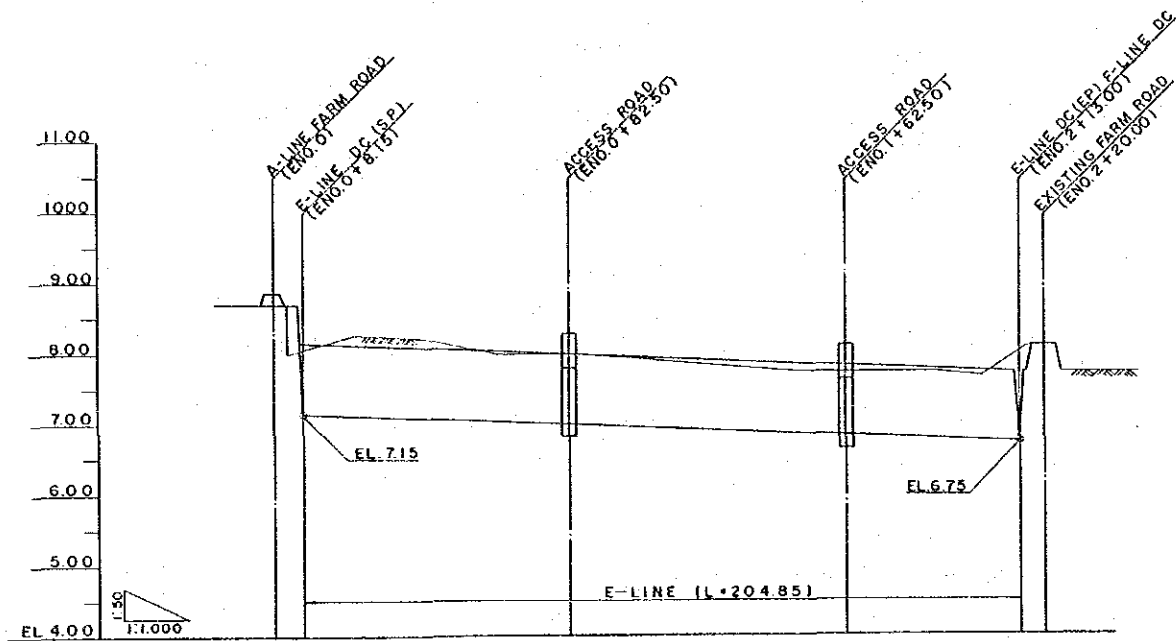 A-LINE FARM ROAD
(ENO.0)
E-LINE DC (S.P)
(ENO.0+8.15)
ACCESS ROAD
(ENO.0+82.50)
ACCESS ROAD
(ENO.1+62.50)
E-LINE DC(EP) F-LINE DC
(ENO.2+13.00)
EXISTING FARM ROAD
(ENO.2+20.00)
11.00
10.00
9.00
8.00
7.00
6.00
5.00
EL 4.00
EL.7.15
EL.6.75
E-LINE (L=204.85)
1:50
1:1.000